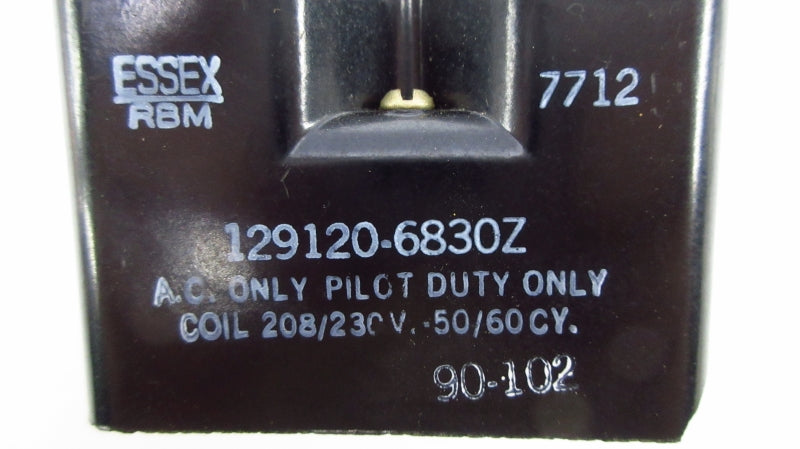 ESSEX 7712
RBM
129120-6830Z
A.C. ONLY PILOT DUTY ONLY
COIL 208/230V.-50/60CY.
90-102